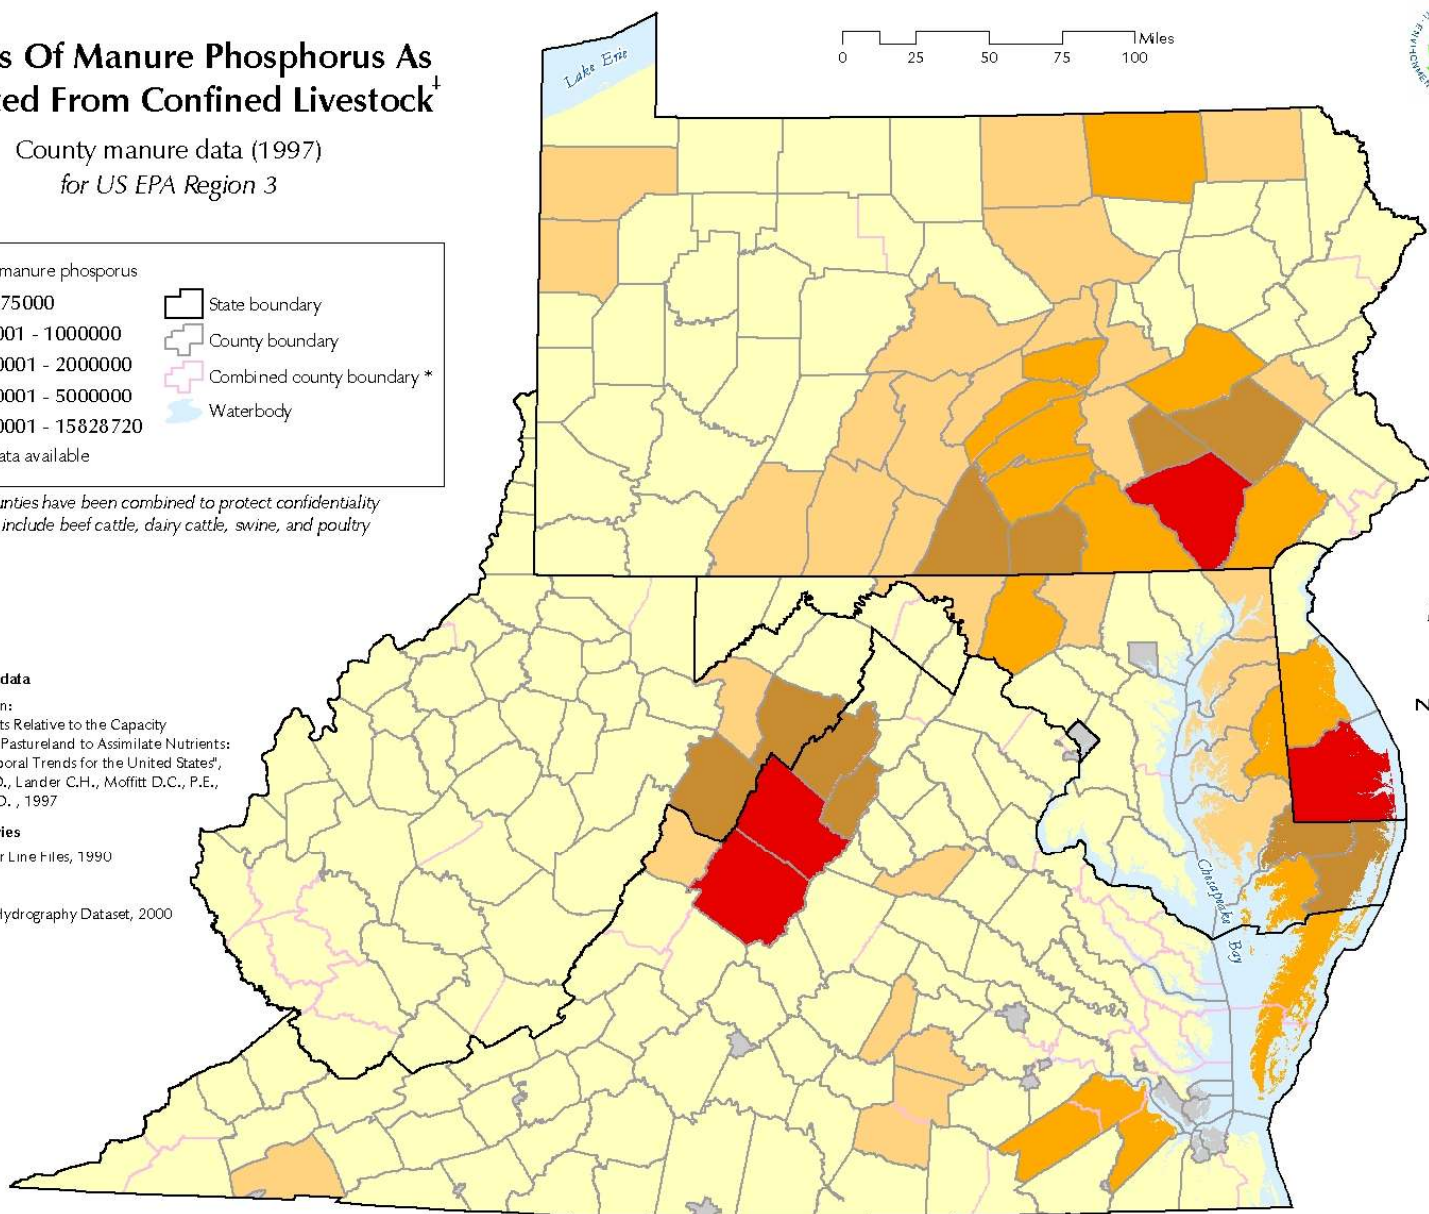 s Of Manure Phosphorus As
ted From Confined Livestock†
County manure data (1997)
for US EPA Region 3
Miles
0 25 50 75 100
manure phosporus
75000
001 - 1000000
0001 - 2000000
0001 - 5000000
0001 - 15828720
ata available
State boundary
County boundary
Combined county boundary *
Waterbody
unties have been combined to protect confidentiality
include beef cattle, dairy cattle, swine, and poultry
data
n:
ts Relative to the Capacity
Pastureland to Assimilate Nutrients:
poral Trends for the United States",
D., Lander C.H., Moffitt D.C., P.E.,
D. , 1997
ries
r Line Files, 1990
Hydrography Dataset, 2000
Lake Erie
Chesapeake
Bay
N